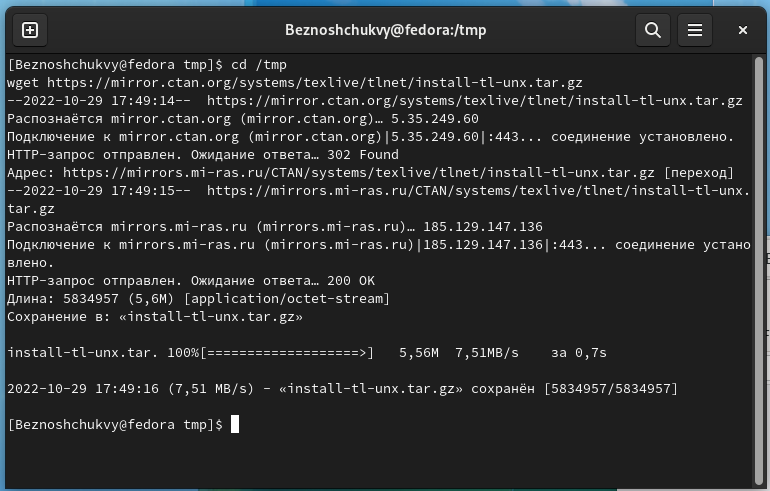 Beznoshchukvy@fedora:/tmp
[Beznoshchukvy@fedora tmp]$ cd /tmp
wget https://mirror.ctan.org/systems/texlive/tlnet/install-tl-unx.tar.gz
--2022-10-29 17:49:14--  https://mirror.ctan.org/systems/texlive/tlnet/install-tl-unx.tar.gz
Распознаётся mirror.ctan.org (mirror.ctan.org)… 5.35.249.60
Подключение к mirror.ctan.org (mirror.ctan.org)|5.35.249.60|:443... соединение установлено.
HTTP-запрос отправлен. Ожидание ответа… 302 Found
Адрес: https://mirrors.mi-ras.ru/CTAN/systems/texlive/tlnet/install-tl-unx.tar.gz [переход]
--2022-10-29 17:49:15--  https://mirrors.mi-ras.ru/CTAN/systems/texlive/tlnet/install-tl-unx.
tar.gz
Распознаётся mirrors.mi-ras.ru (mirrors.mi-ras.ru)… 185.129.147.136
Подключение к mirrors.mi-ras.ru (mirrors.mi-ras.ru)|185.129.147.136|:443... соединение устано
влено.
HTTP-запрос отправлен. Ожидание ответа… 200 OK
Длина: 5834957 (5,6M) [application/octet-stream]
Сохранение в: «install-tl-unx.tar.gz»
install-tl-unx.tar. 100%[===================>]   5,56M  7,51MB/s    за 0,7s
2022-10-29 17:49:16 (7,51 MB/s) - «install-tl-unx.tar.gz» сохранён [5834957/5834957]
[Beznoshchukvy@fedora tmp]$